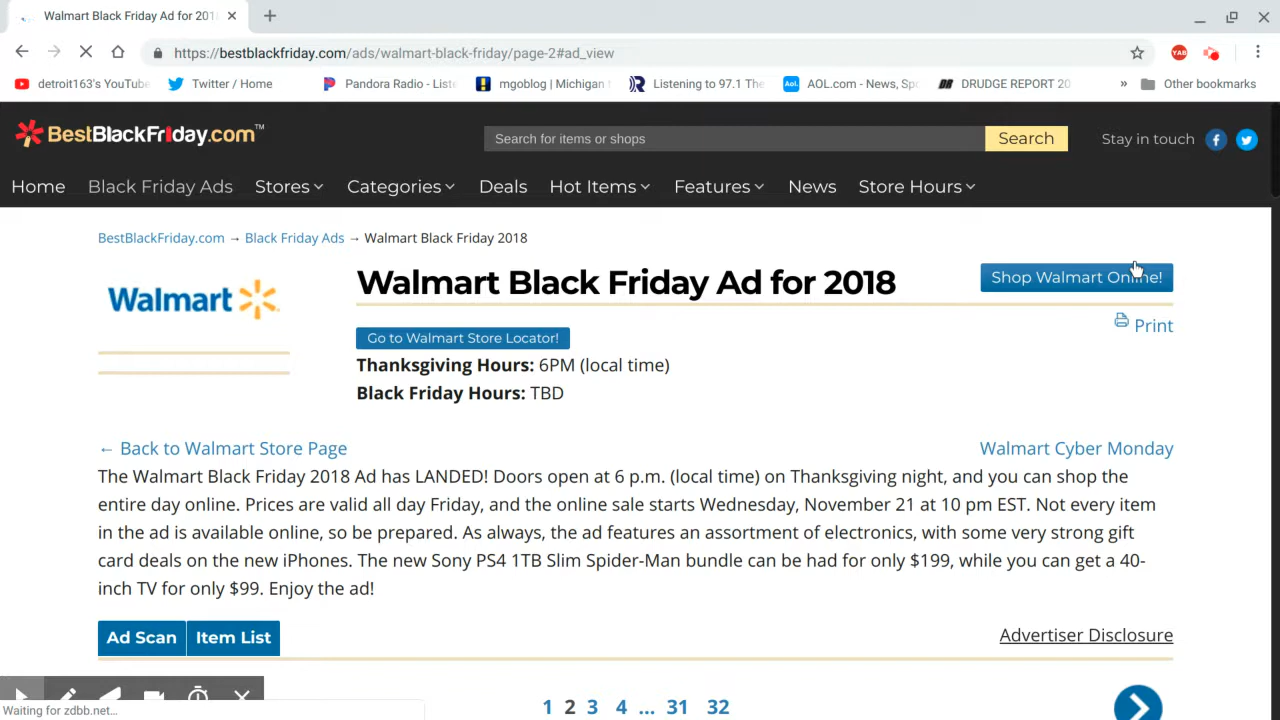 Walmart Black Friday Ad for 201
https://bestblackfriday.com/ads/walmart-black-friday/page-2#ad_view
YAB
detroit163's YouTube Twitter / Home Pandora Radio - Liste mgoblog | Michigan Listening to 97.1 The Aol. AOL.com - News, Spo DRUDGE REPORT 20 » Other bookmarks
BestBlackFriday.com™ Search for items or shops Search Stay in touch
Home Black Friday Ads Stores Categories Deals Hot Items Features News Store Hours
BestBlackFriday.com → Black Friday Ads → Walmart Black Friday 2018
Walmart
Walmart Black Friday Ad for 2018
Shop Walmart Online!
Print
Go to Walmart Store Locator!
Thanksgiving Hours: 6PM (local time)
Black Friday Hours: TBD
← Back to Walmart Store Page Walmart Cyber Monday
The Walmart Black Friday 2018 Ad has LANDED! Doors open at 6 p.m. (local time) on Thanksgiving night, and you can shop the
entire day online. Prices are valid all day Friday, and the online sale starts Wednesday, November 21 at 10 pm EST. Not every item
in the ad is available online, so be prepared. As always, the ad features an assortment of electronics, with some very strong gift
card deals on the new iPhones. The new Sony PS4 1TB Slim Spider-Man bundle can be had for only $199, while you can get a 40-
inch TV for only $99. Enjoy the ad!
Ad Scan Item List Advertiser Disclosure
1 2 3 4 ... 31 32
Waiting for zdbb.net...